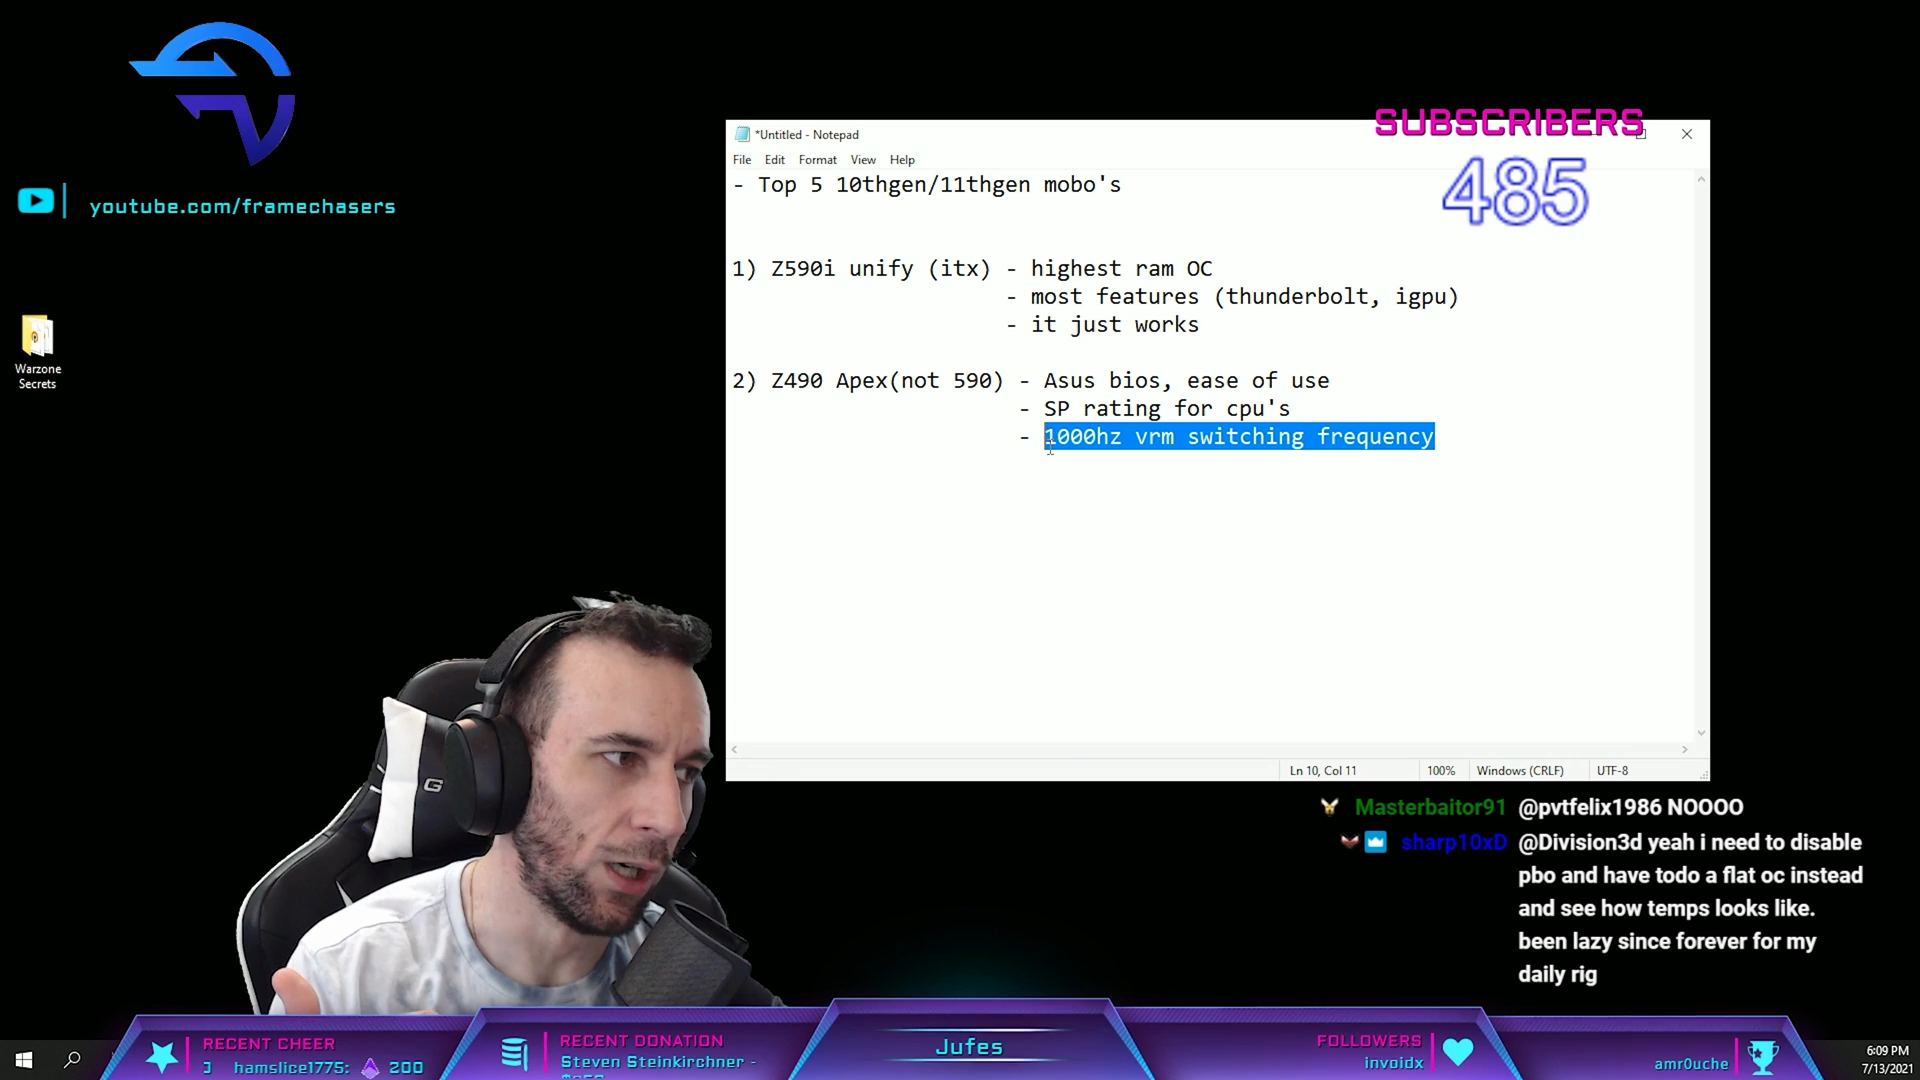 SUBSCRIBERS
485
youtube.com/framechasers
*Untitled - Notepad
File Edit Format View Help
- Top 5 10thgen/11thgen mobo's
1) Z590i unify (itx) - highest ram OC
- most features (thunderbolt, igpu)
- it just works
2) Z490 Apex(not 590) - Asus bios, ease of use
- SP rating for cpu's
- 1000hz vrm switching frequency
Warzone
Secrets
Ln 10, Col 11 100% Windows (CRLF) UTF-8
G
Masterbaitor91 @pvtfelix1986 NOOOO
sharp10xD @Division3d yeah i need to disable
pbo and have todo a flat oc instead
and see how temps looks like.
been lazy since forever for my
daily rig
RECENT CHEER
hamslice1775: 200
RECENT DONATION
Steven Steinkirchner -
Jufes
FOLLOWERS
invoidx
amr0uche
6:09 PM
7/13/2021